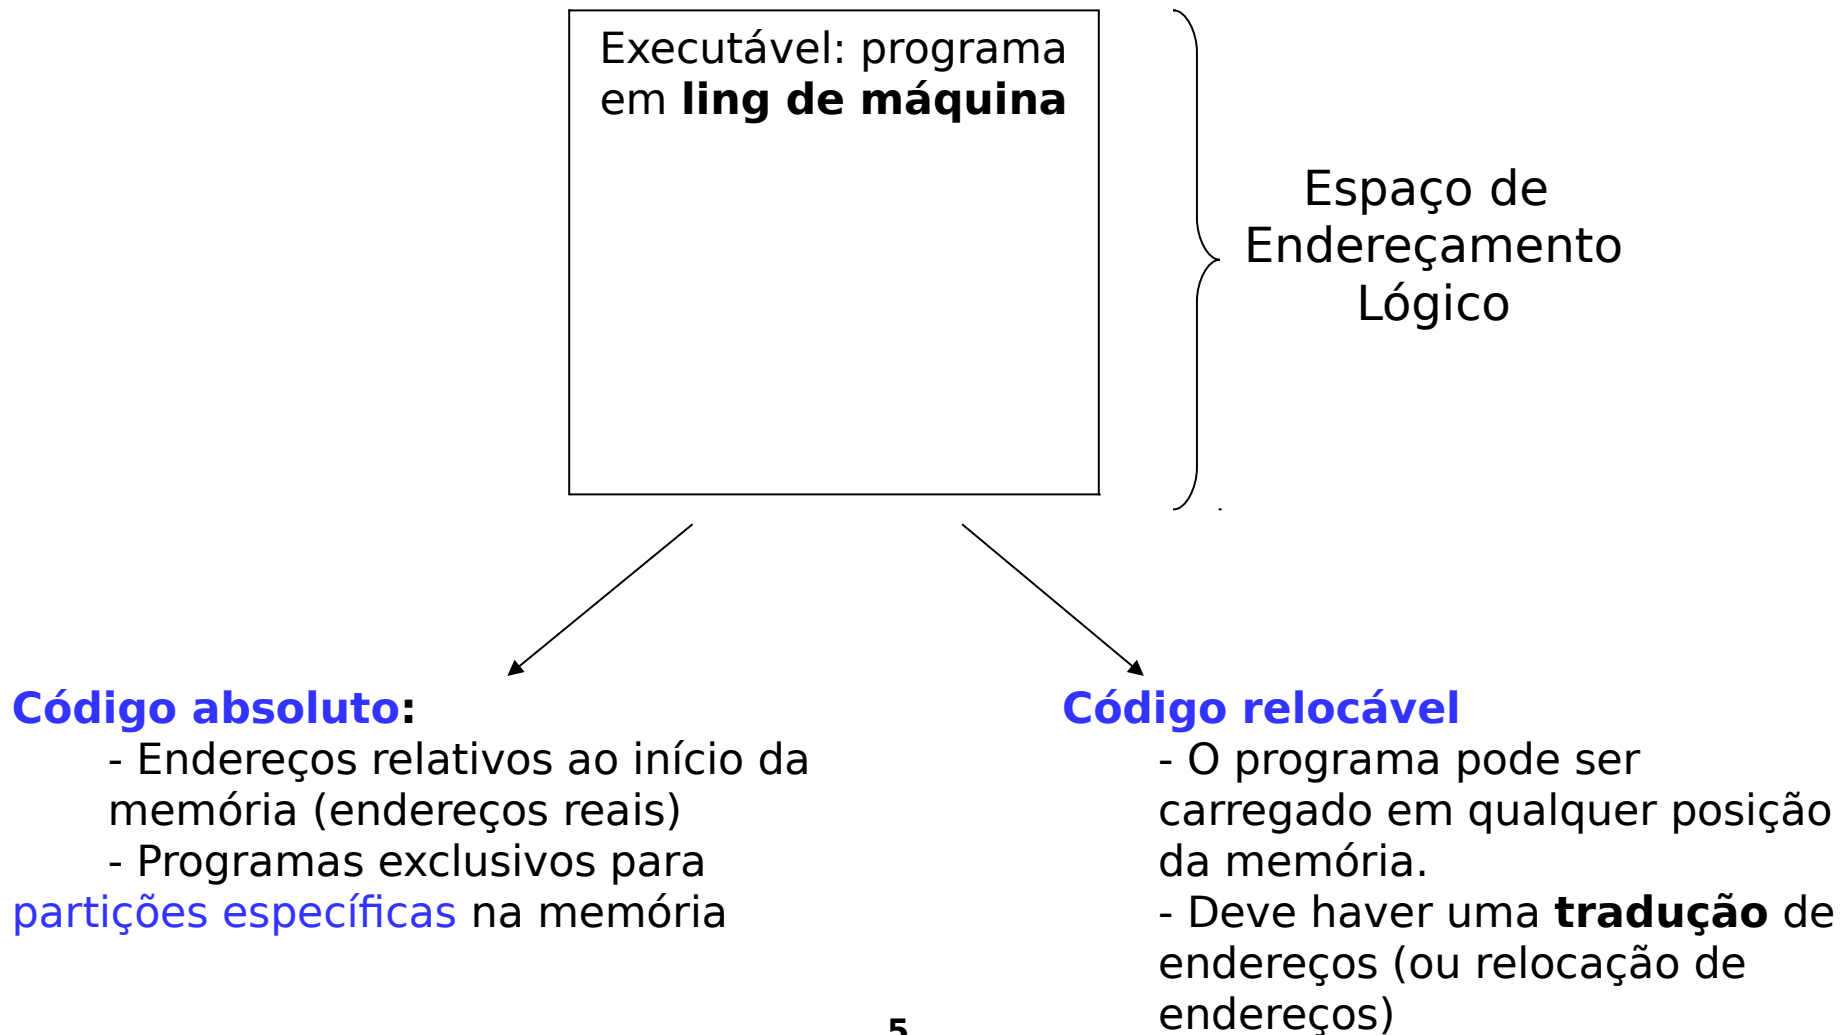 Executável: programa
em ling de máquina
Espaço de
Endereçamento
Lógico
Código absoluto:
- Endereços relativos ao início da
memória (endereços reais)
- Programas exclusivos para
partições específicas na memória
Código relocável
- O programa pode ser
carregado em qualquer posição
da memória.
- Deve haver uma tradução de
endereços (ou relocação de
endereços)
5